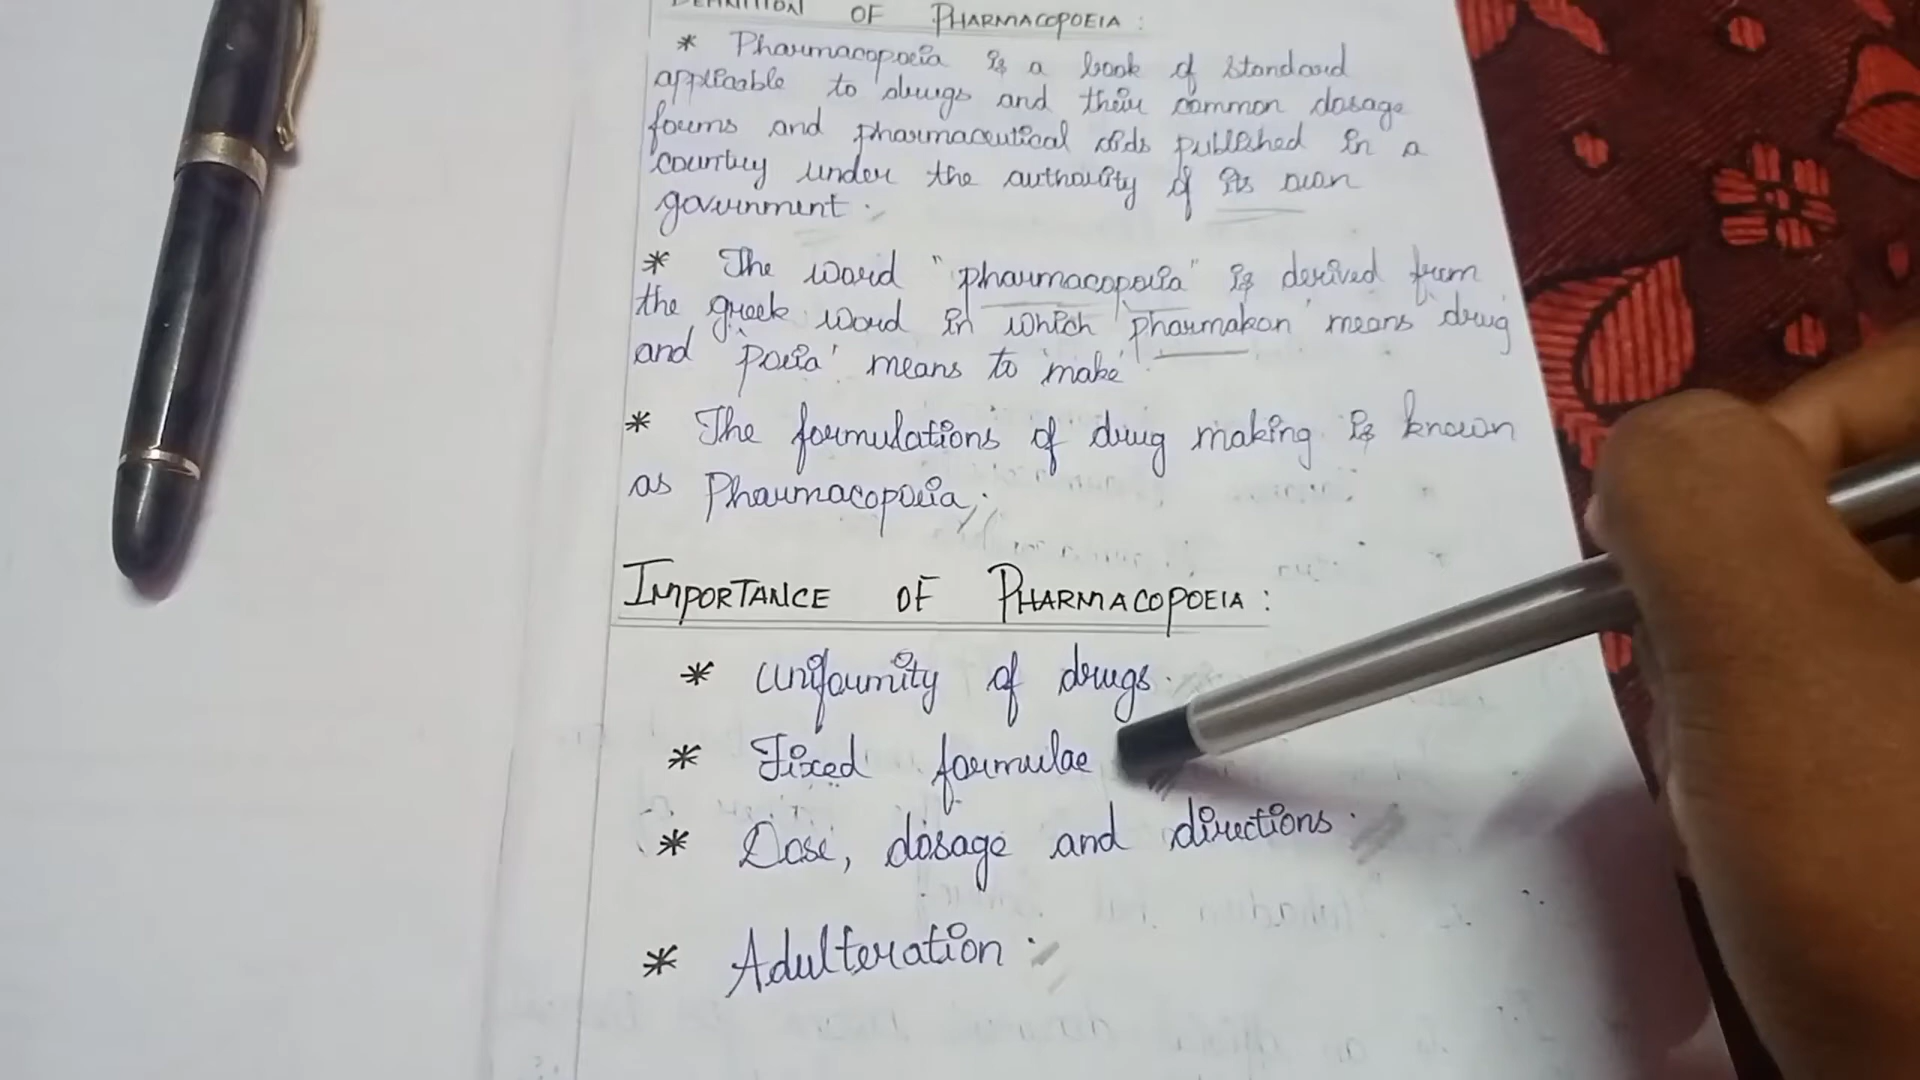 DEFINITION OF PHARMACOPOEIA :
* Pharmacopoeia is a book of standard
applicable to drugs and their common dosage
forms and pharmaceutical aids published in a
country under the authority of its own
government.
* The word "pharmacopoeia" is derived from
the greek word in which 'pharmakon' means 'drug'
and 'poeia' means to 'make'
* The formulations of drug making is known
as Pharmacopoeia.
IMPORTANCE OF PHARMACOPOEIA :
* Uniformity of drugs.
* Fixed formulae
* Dose, dosage and directions.
* Adulteration.